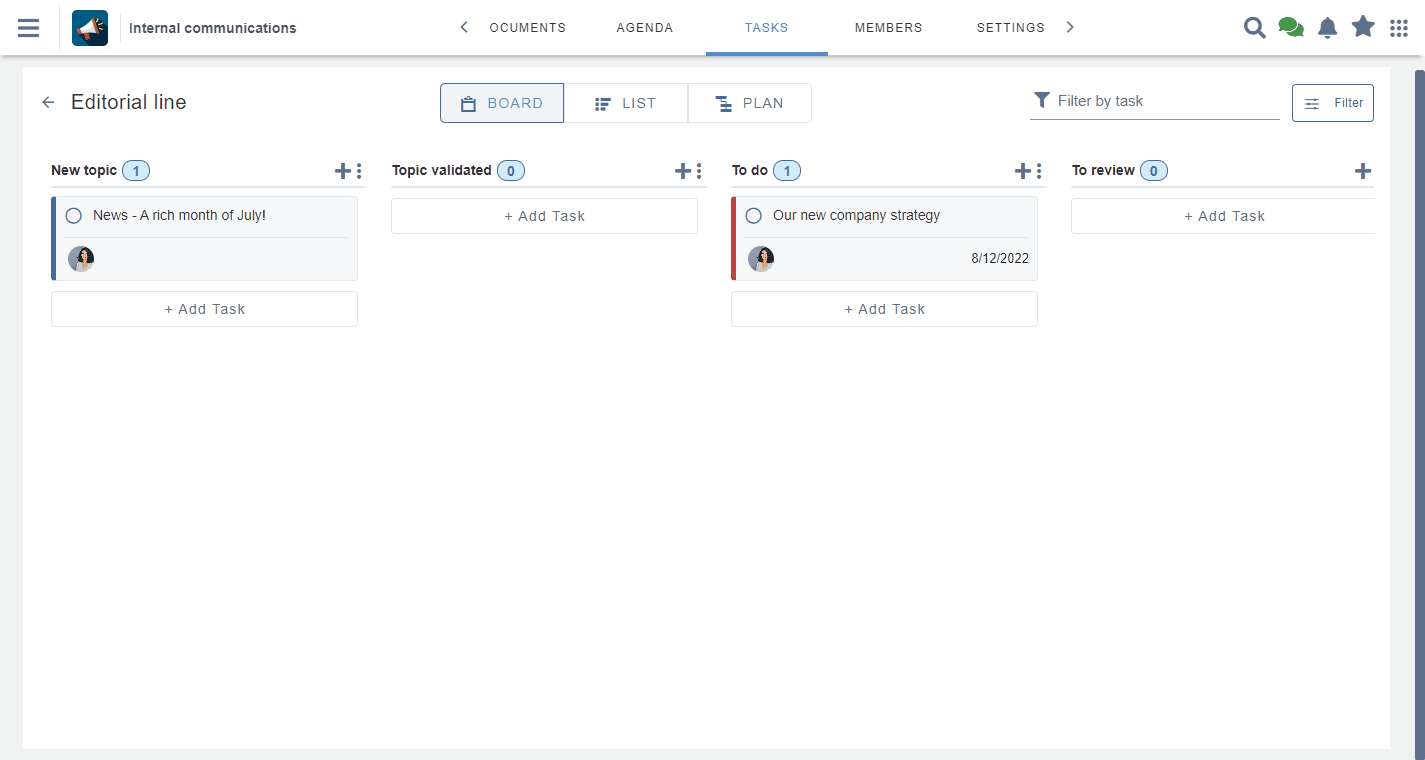 Internal communications
OCUMENTS
AGENDA
TASKS
MEMBERS
SETTINGS
Editorial line
BOARD
LIST
PLAN
Filter by task
Filter
New topic 1
Topic validated 0
To do 1
To review 0
News - A rich month of July!
+ Add Task
+ Add Task
Our new company strategy
8/12/2022
+ Add Task
+ Add Task